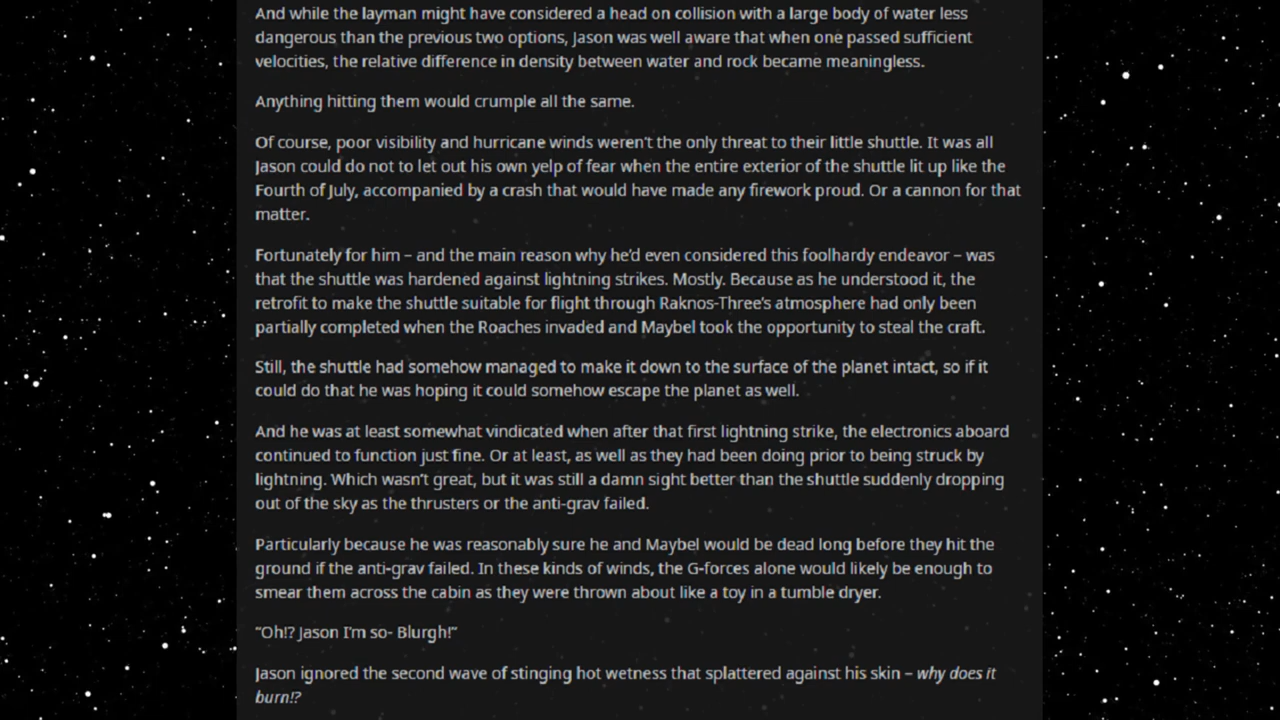 And while the layman might have considered a head on collision with a large body of water less
dangerous than the previous two options, Jason was well aware that when one passed sufficient
velocities, the relative difference in density between water and rock became meaningless.
Anything hitting them would crumple all the same.
Of course, poor visibility and hurricane winds weren't the only threat to their little shuttle. It was all
Jason could do not to let out his own yelp of fear when the entire exterior of the shuttle lit up like the
Fourth of July, accompanied by a crash that would have made any firework proud. Or a cannon for that
matter.
Fortunately for him – and the main reason why he'd even considered this foolhardy endeavor – was
that the shuttle was hardened against lightning strikes. Mostly. Because as he understood it, the
retrofit to make the shuttle suitable for flight through Raknos-Three's atmosphere had only been
partially completed when the Roaches invaded and Maybel took the opportunity to steal the craft.
Still, the shuttle had somehow managed to make it down to the surface of the planet intact, so if it
could do that he was hoping it could somehow escape the planet as well.
And he was at least somewhat vindicated when after that first lightning strike, the electronics aboard
continued to function just fine. Or at least, as well as they had been doing prior to being struck by
lightning. Which wasn't great, but it was still a damn sight better than the shuttle suddenly dropping
out of the sky as the thrusters or the anti-grav failed.
Particularly because he was reasonably sure he and Maybel would be dead long before they hit the
ground if the anti-grav failed. In these kinds of winds, the G-forces alone would likely be enough to
smear them across the cabin as they were thrown about like a toy in a tumble dryer.
"Oh!? Jason I'm so- Blurgh!"
Jason ignored the second wave of stinging hot wetness that splattered against his skin – why does it
burn!?